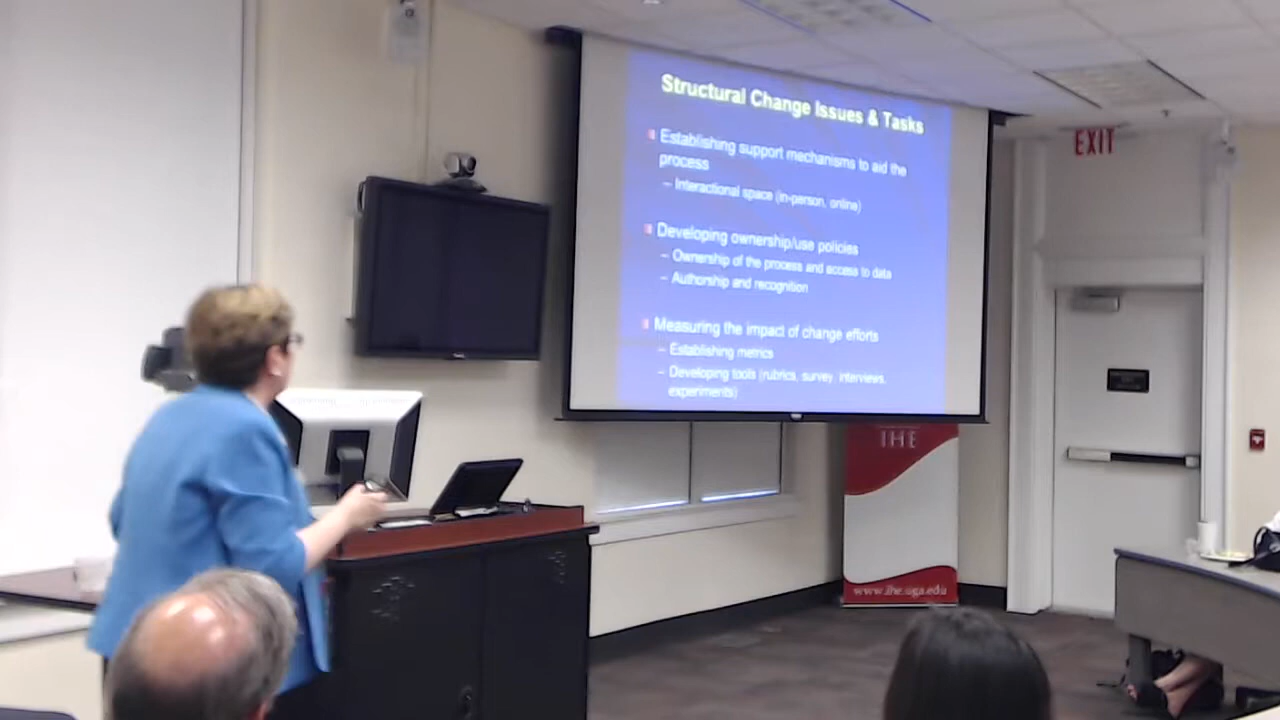 Structural Change Issues & Tasks
Establishing support mechanisms to aid the
process
– Interactional space (in-person, online)
Developing ownership/use policies
– Ownership of the process and access to data
– Authorship and recognition
Measuring the impact of change efforts
– Establishing metrics
– Developing tools (rubrics, survey, interviews,
experiments)
EXIT
IHE
www.ihe.uga.edu